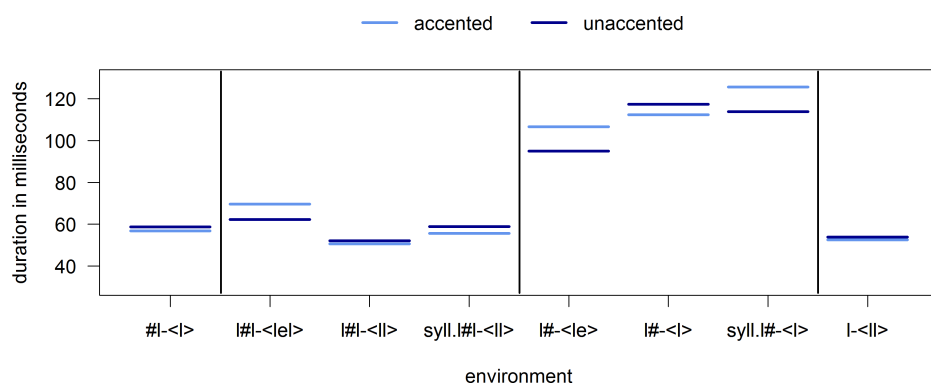 accented unaccented
duration in milliseconds
120
100
80
60
40
#l-<l> l#l-<lel> l#l-<ll> syll.l#l-<ll> l#-<le> l#-<l> syll.l#-<l> l-<ll>
environment